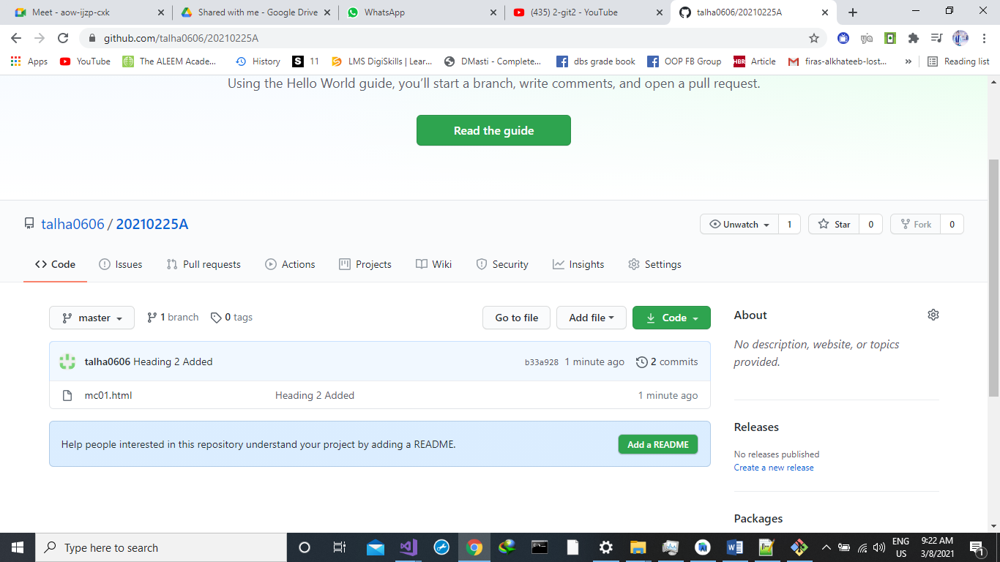 Meet - aow-ijzp-cxk
Shared with me - Google Drive
WhatsApp
(435) 2-git2 - YouTube
talha0606/20210225A
github.com/talha0606/20210225A
Apps
YouTube
The ALEEM Acade...
History
S 11
LMS DigiSkills | Lear...
DMasti - Complete...
dbs grade book
OOP FB Group
HBR Article
firas-alkhateeb-lost...
»
Reading list
Using the Hello World guide, you’ll start a branch, write comments, and open a pull request.
Read the guide
talha0606 / 20210225A
Unwatch 1
Star 0
Fork 0
Code
Issues
Pull requests
Actions
Projects
Wiki
Security
Insights
Settings
master
1 branch
0 tags
Go to file
Add file
Code
talha0606 Heading 2 Added
b33a928 1 minute ago
2 commits
mc01.html
Heading 2 Added
1 minute ago
Help people interested in this repository understand your project by adding a README.
Add a README
About
No description, website, or topics
provided.
Releases
No releases published
Create a new release
Packages
Type here to search
ENG
US
9:22 AM
3/8/2021
1